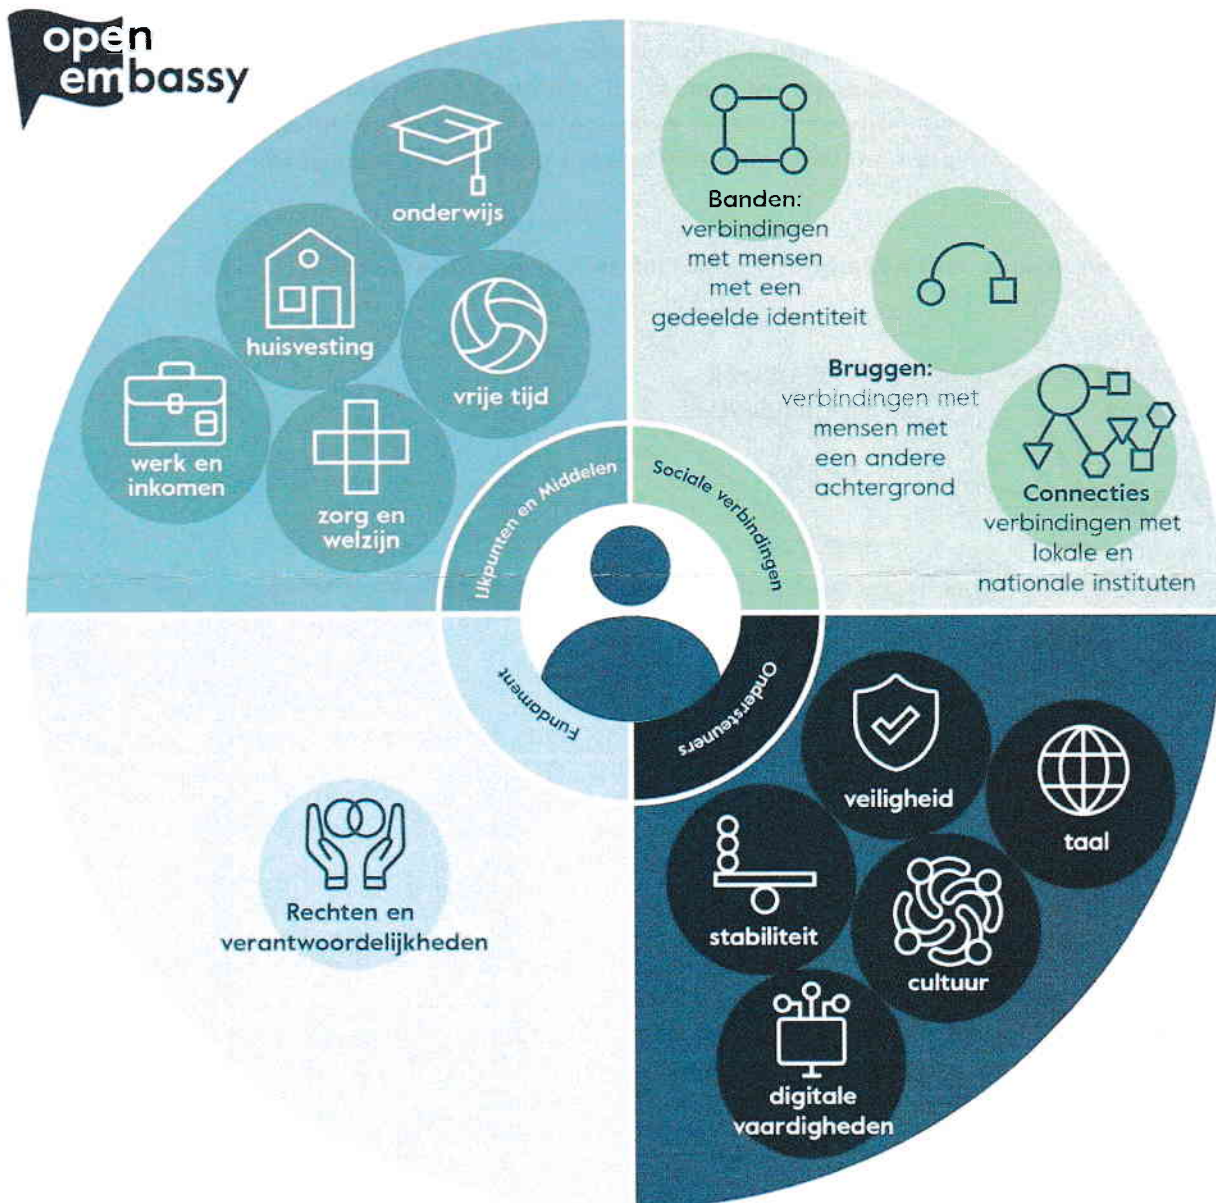 open
embassy
onderwijs
huisvesting
vrije tijd
werk en
inkomen
zorg en
welzijn
IJkpunten en Middelen
Banden:
verbindingen
met mensen
met een
gedeelde identiteit
Bruggen:
verbindingen met
mensen met
een andere
achtergrond
Connecties
verbindingen met
lokale en
nationale instituten
Sociale verbindingen
Fundament
Rechten en
verantwoordelijkheden
Ondersteuners
veiligheid
taal
stabiliteit
cultuur
digitale
vaardigheden